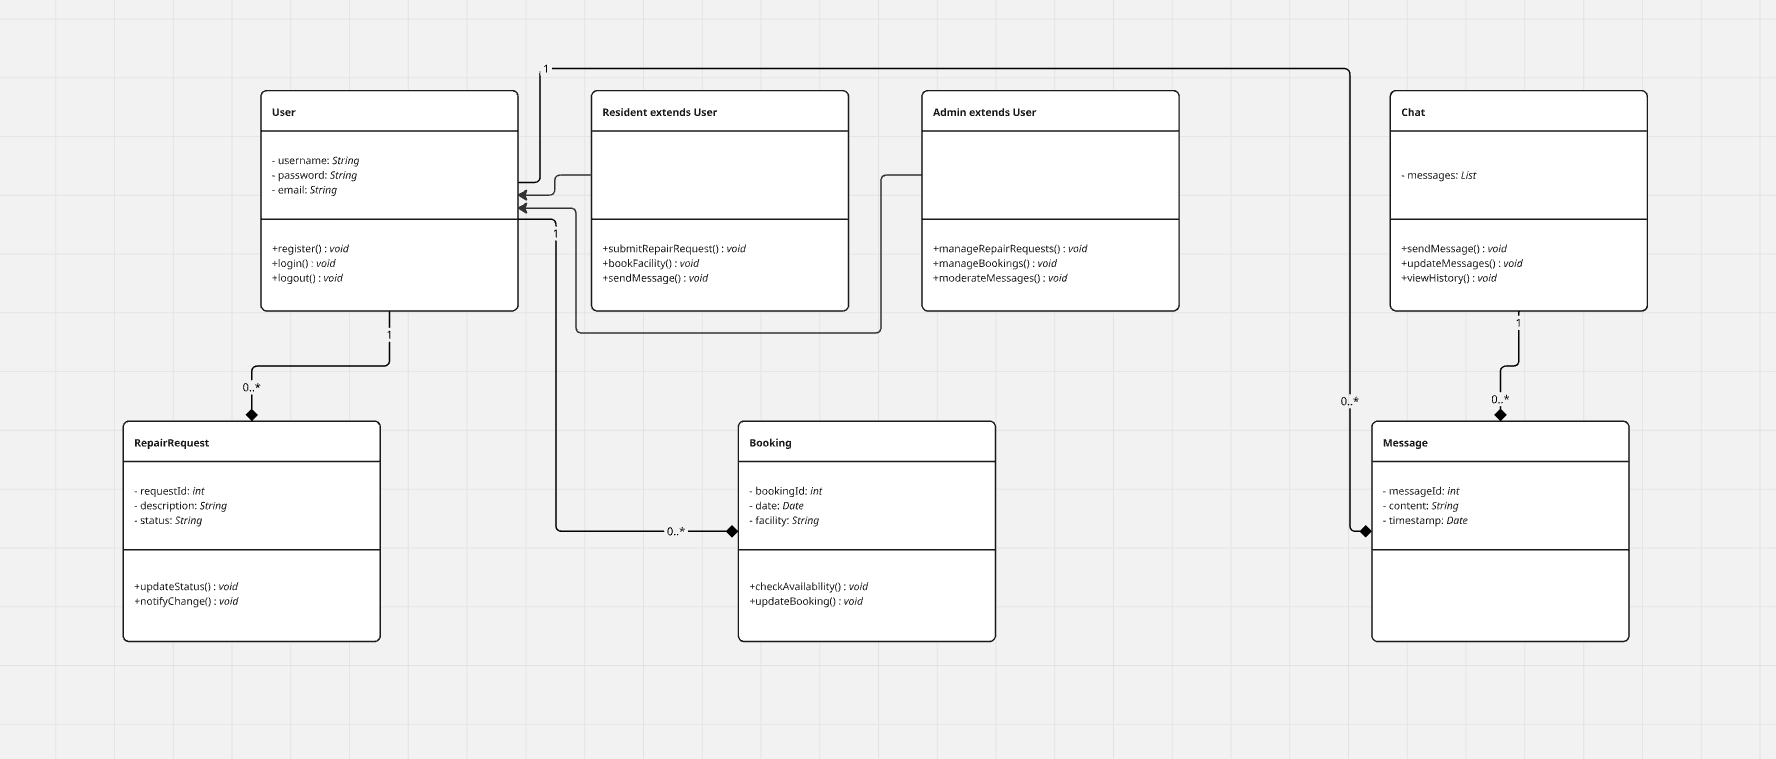 1
User
- username: String
- password: String
- email: String
+register() : void
+login() : void
+logout() : void
Resident extends User
+submitRepairRequest() : void
+bookFacility() : void
+sendMessage() : void
Admin extends User
+manageRepairRequests() : void
+manageBookings() : void
+moderateMessages() : void
Chat
- messages: List
+sendMessage() : void
+updateMessages() : void
+viewHistory() : void
1
1
1
0..*
0..*
0..*
RepairRequest
- requestId: int
- description: String
- status: String
+updateStatus() : void
+notifyChange() : void
0..*
Booking
- bookingId: int
- date: Date
- facility: String
+checkAvailability() : void
+updateBooking() : void
Message
- messageId: int
- content: String
- timestamp: Date